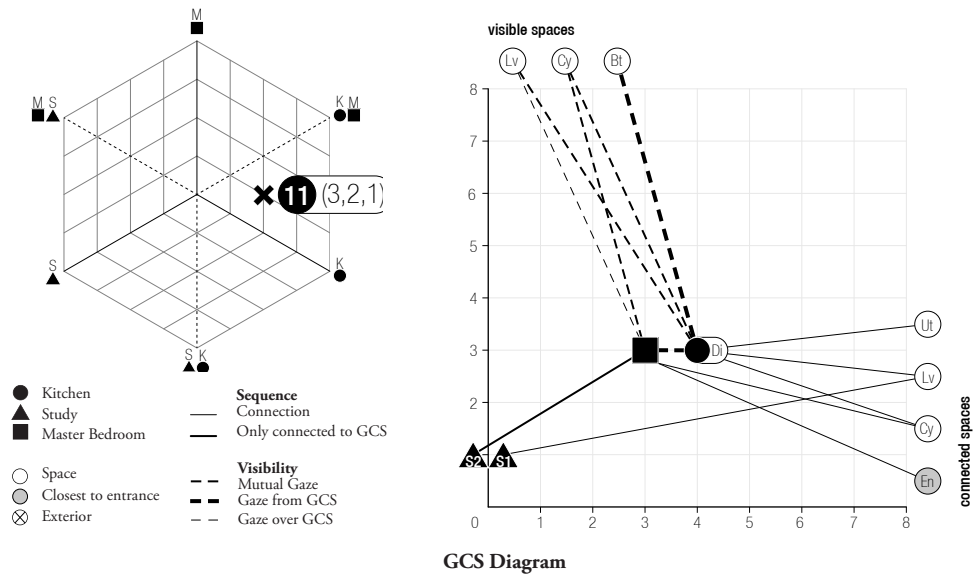 M
M S
K M
11 (3,2,1)
S
K
S K
Kitchen
Study
Master Bedroom
Space
Closest to entrance
Exterior
Sequence
Connection
Only connected to GCS
Visibility
Mutual Gaze
Gaze from GCS
Gaze over GCS
visible spaces
Lv Cy Bt
8
7
6
5
4
3
2
Di
Ut
Lv
Cy
En
S2 S1
0 1 2 3 4 5 6 7 8
connected spaces
GCS Diagram